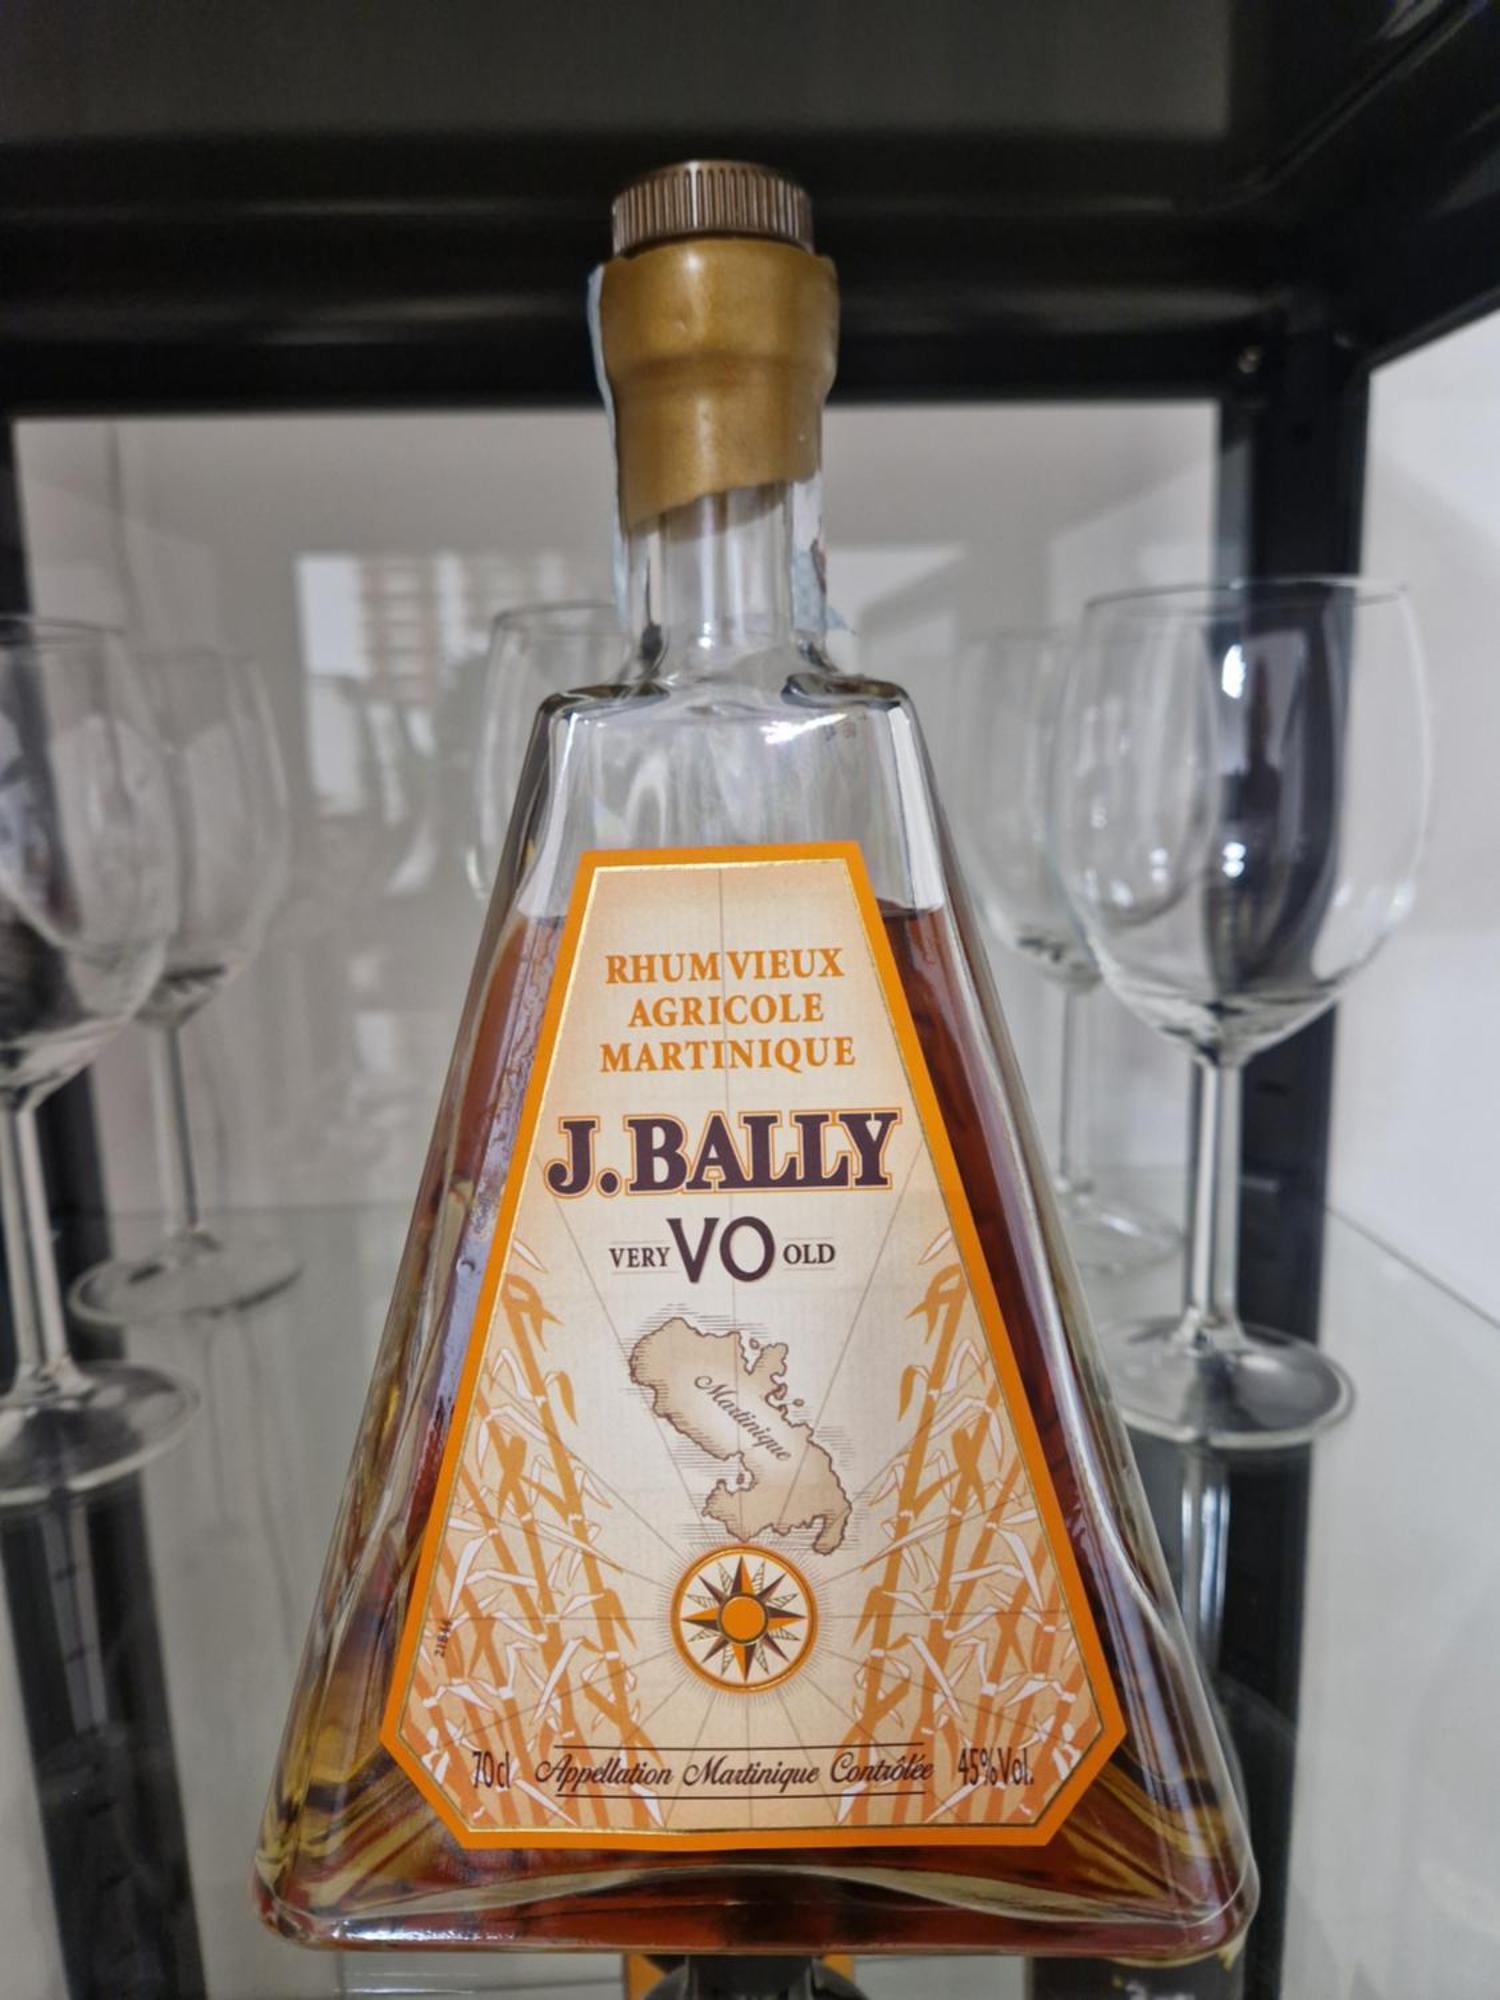 RHUM VIEUX
AGRICOLE
MARTINIQUE
J. BALLY
VERY VO OLD
Martinique
70cl Appellation Martinique Contrôlée 45%Vol.